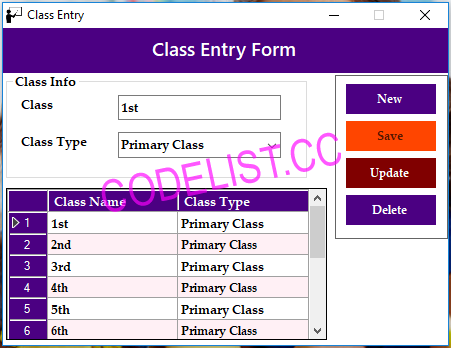 Class Entry
Class Entry Form
Class Info
Class 1st
Class Type Primary Class
New
Save
Update
Delete
CODELIST.CC
Class Name Class Type
1 1st Primary Class
2 2nd Primary Class
3 3rd Primary Class
4 4th Primary Class
5 5th Primary Class
6 6th Primary Class